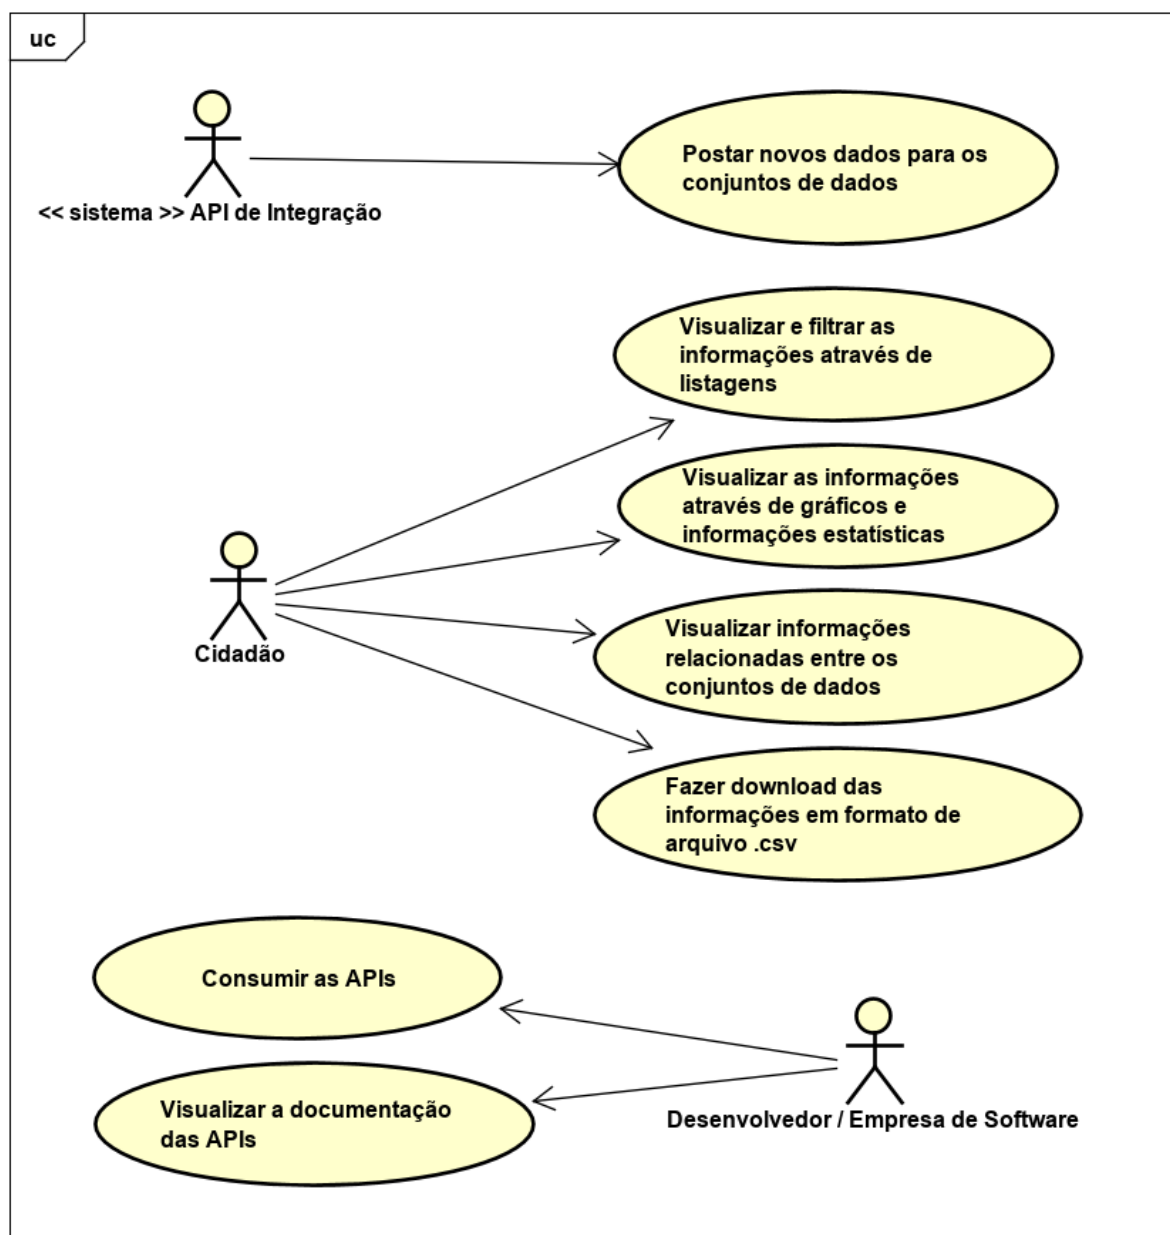 uc
<< sistema >> API de Integração
Postar novos dados para os
conjuntos de dados
Visualizar e filtrar as
informações através de
listagens
Visualizar as informações
através de gráficos e
informações estatísticas
Cidadão
Visualizar informações
relacionadas entre os
conjuntos de dados
Fazer download das
informações em formato de
arquivo .csv
Consumir as APIs
Visualizar a documentação
das APIs
Desenvolvedor / Empresa de Software